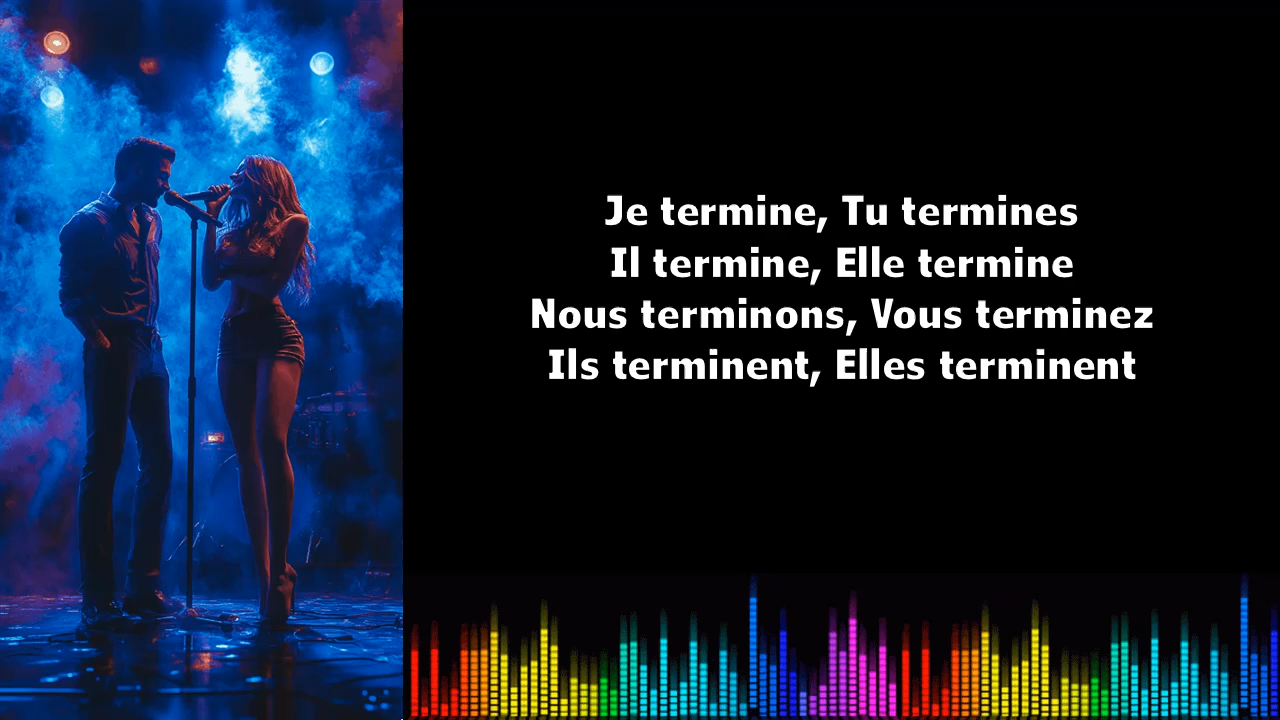 Je termine, Tu termines
Il termine, Elle termine
Nous terminons, Vous terminez
Ils terminent, Elles terminent